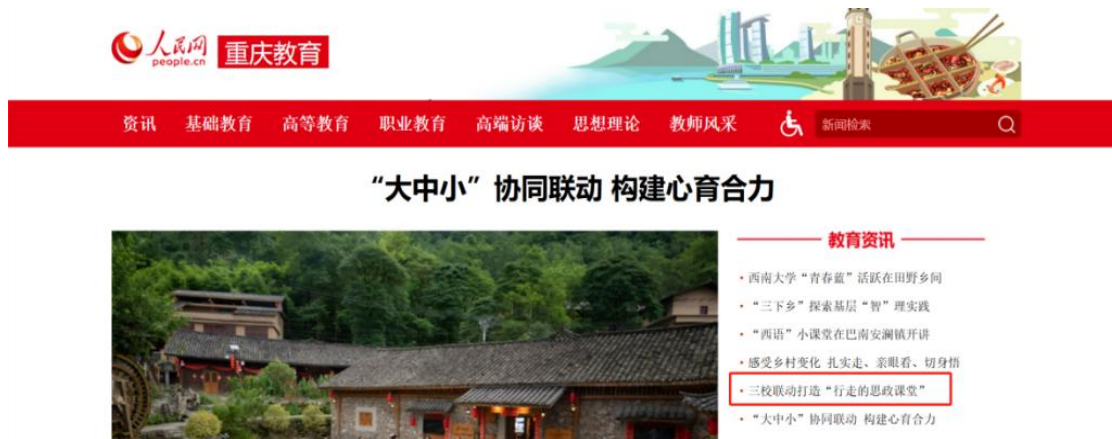 人民网
people.cn
重庆教育
资讯 基础教育 高等教育 职业教育 高端访谈 思想理论 教师风采 新闻检索
“大中小”协同联动 构建心育合力
教育资讯
· 西南大学“青春蓝”活跃在田野乡间
· “三下乡”探索基层“智”理实践
· “西语”小课堂在巴南安澜镇开讲
· 感受乡村变化 扎实走、亲眼看、切身悟
· 三校联动打造“行走的思政课堂”
· “大中小”协同联动 构建心育合力